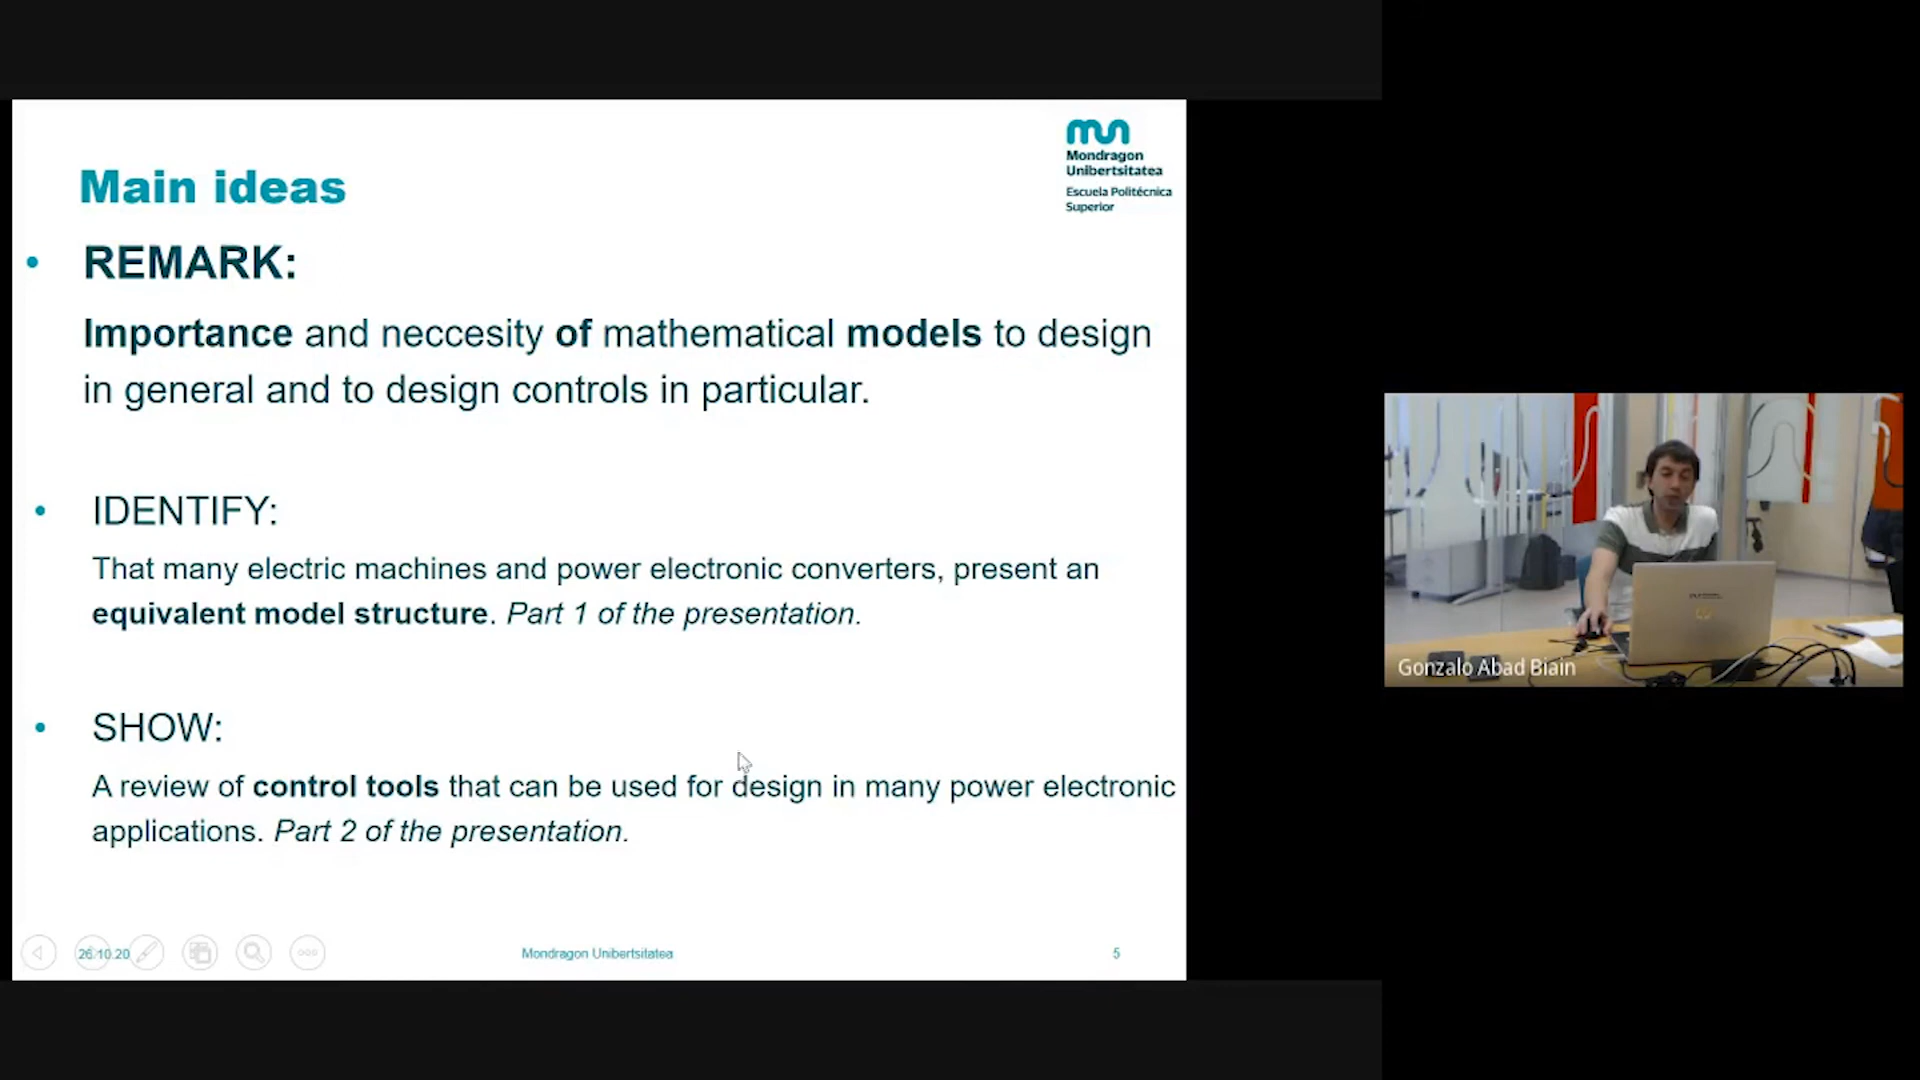 Mondragon
Unibertsitatea
Escuela Politécnica
Superior
Main ideas
• REMARK:
Importance and neccesity of mathematical models to design
in general and to design controls in particular.
• IDENTIFY:
That many electric machines and power electronic converters, present an
equivalent model structure. Part 1 of the presentation.
• SHOW:
A review of control tools that can be used for design in many power electronic
applications. Part 2 of the presentation.
26.10.20
Mondragon Unibertsitatea
5
Gonzalo Abad Biain